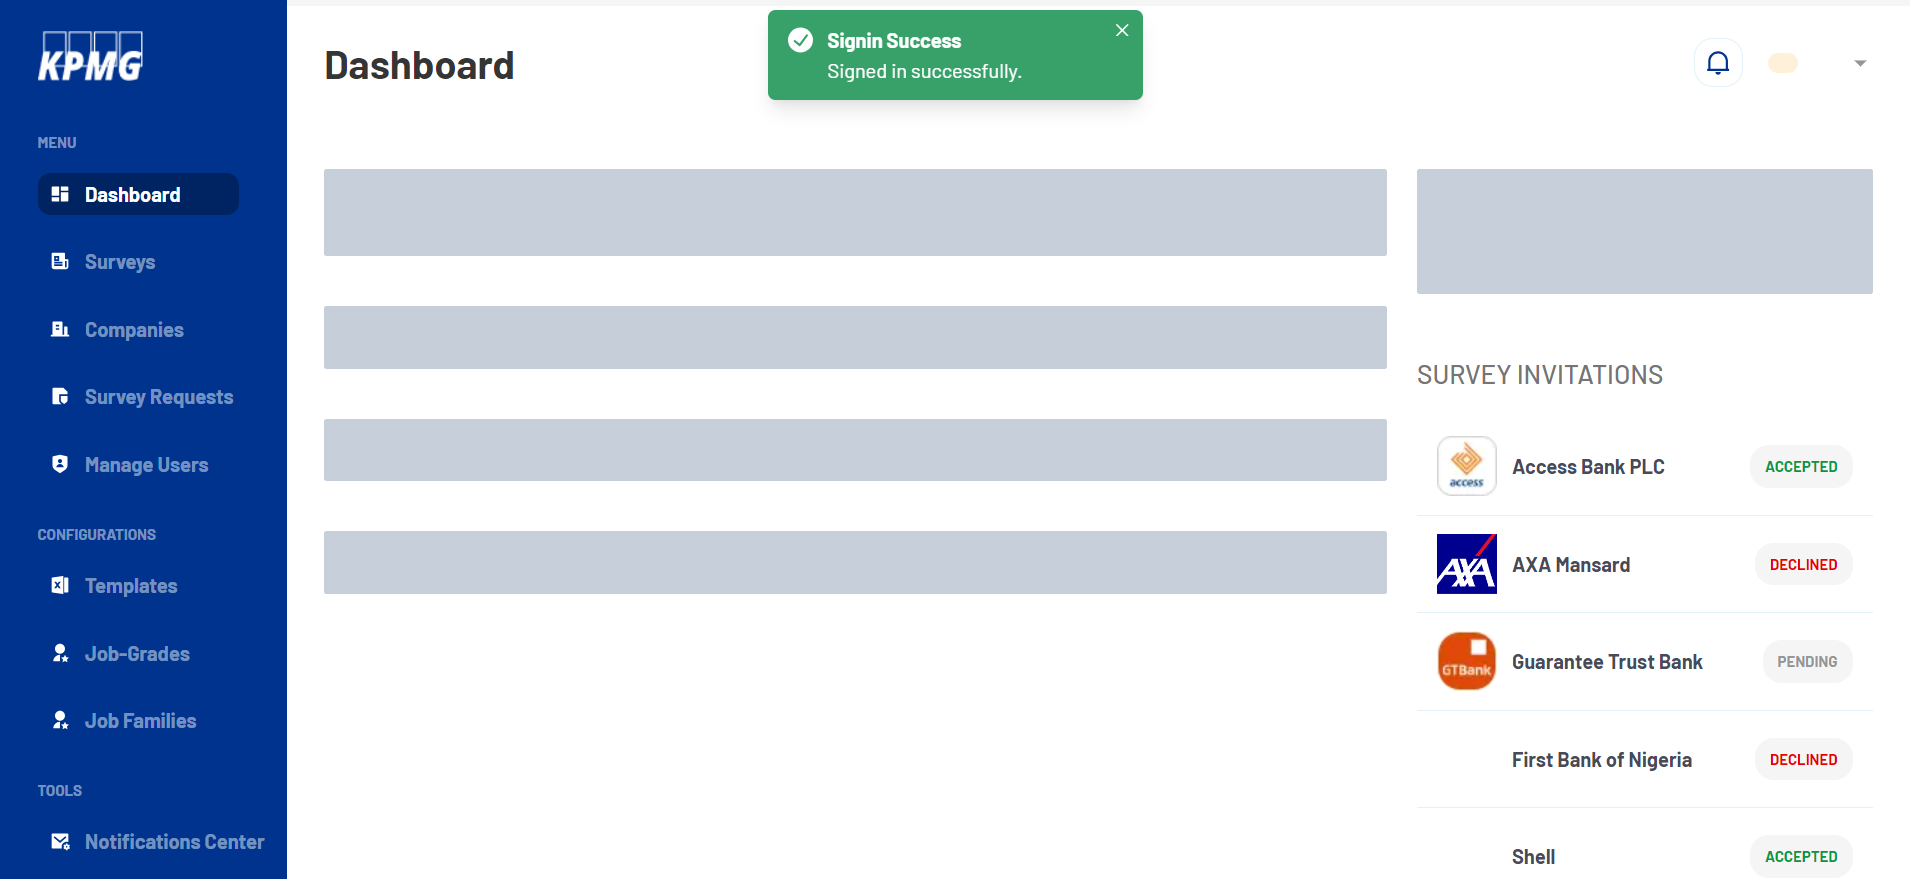 KPMG
MENU
Dashboard
Surveys
Companies
Survey Requests
Manage Users
CONFIGURATIONS
Templates
Job-Grades
Job Families
TOOLS
Notifications Center
Dashboard
Signin Success
Signed in successfully.
SURVEY INVITATIONS
access
Access Bank PLC
ACCEPTED
AXA
AXA Mansard
DECLINED
GTBank
Guarantee Trust Bank
PENDING
First Bank of Nigeria
DECLINED
Shell
ACCEPTED